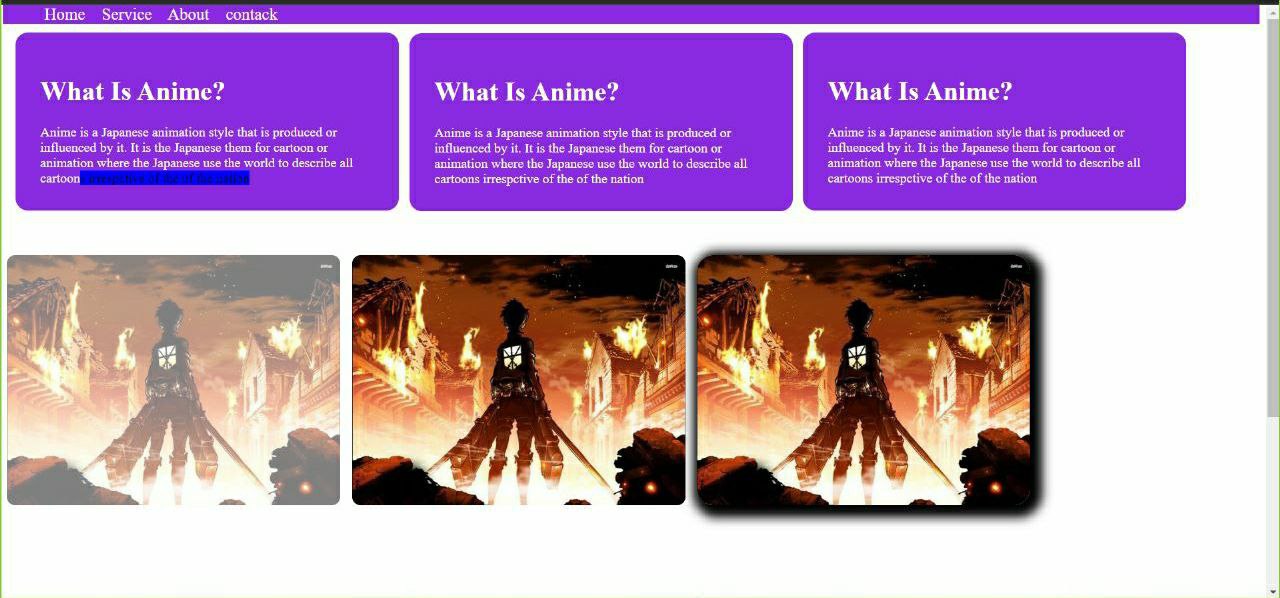 Home Service About contack
What Is Anime?
Anime is a Japanese animation style that is produced or
influenced by it. It is the Japanese them for cartoon or
animation where the Japanese use the world to describe all
cartoons irrespctive of the of the nation
What Is Anime?
Anime is a Japanese animation style that is produced or
influenced by it. It is the Japanese them for cartoon or
animation where the Japanese use the world to describe all
cartoons irrespctive of the of the nation
What Is Anime?
Anime is a Japanese animation style that is produced or
influenced by it. It is the Japanese them for cartoon or
animation where the Japanese use the world to describe all
cartoons irrespctive of the of the nation